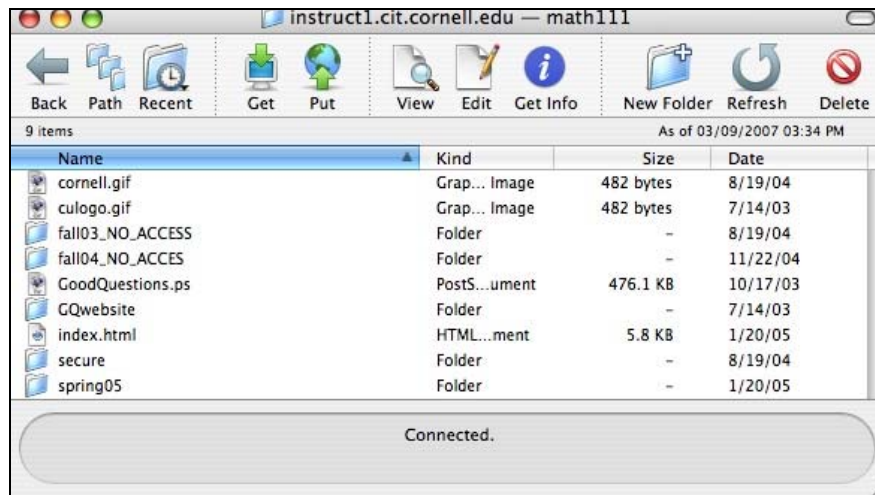 instruct1.cit.cornell.edu — math111
Back Path Recent Get Put View Edit Get Info New Folder Refresh Delete
9 items As of 03/09/2007 03:34 PM
Name Kind Size Date
cornell.gif Grap... Image 482 bytes 8/19/04
culogo.gif Grap... Image 482 bytes 7/14/03
fall03_NO_ACCESS Folder - 8/19/04
fall04_NO_ACCES Folder - 11/22/04
GoodQuestions.ps PostS...ument 476.1 KB 10/17/03
GQwebsite Folder - 7/14/03
index.html HTML...ment 5.8 KB 1/20/05
secure Folder - 8/19/04
spring05 Folder - 1/20/05
Connected.